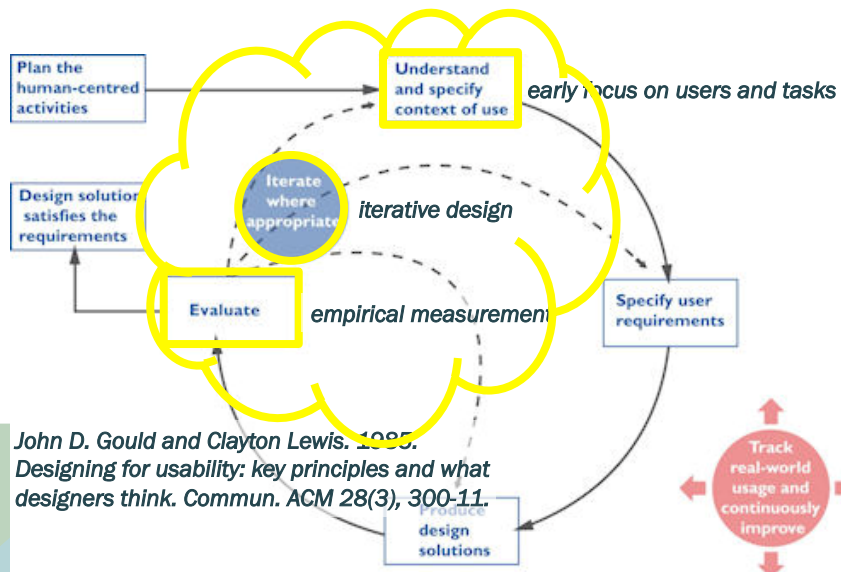 Plan the
human-centred
activities
Understand
and specify
context of use
early focus on users and tasks
Design solution
satisfies the
requirements
Iterate
where
appropriate
iterative design
Evaluate
empirical measurement
Specify user
requirements
John D. Gould and Clayton Lewis. 1985.
Designing for usability: key principles and what
designers think. Commun. ACM 28(3), 300-11.
Produce
design
solutions
Track
real-world
usage and
continuously
improve